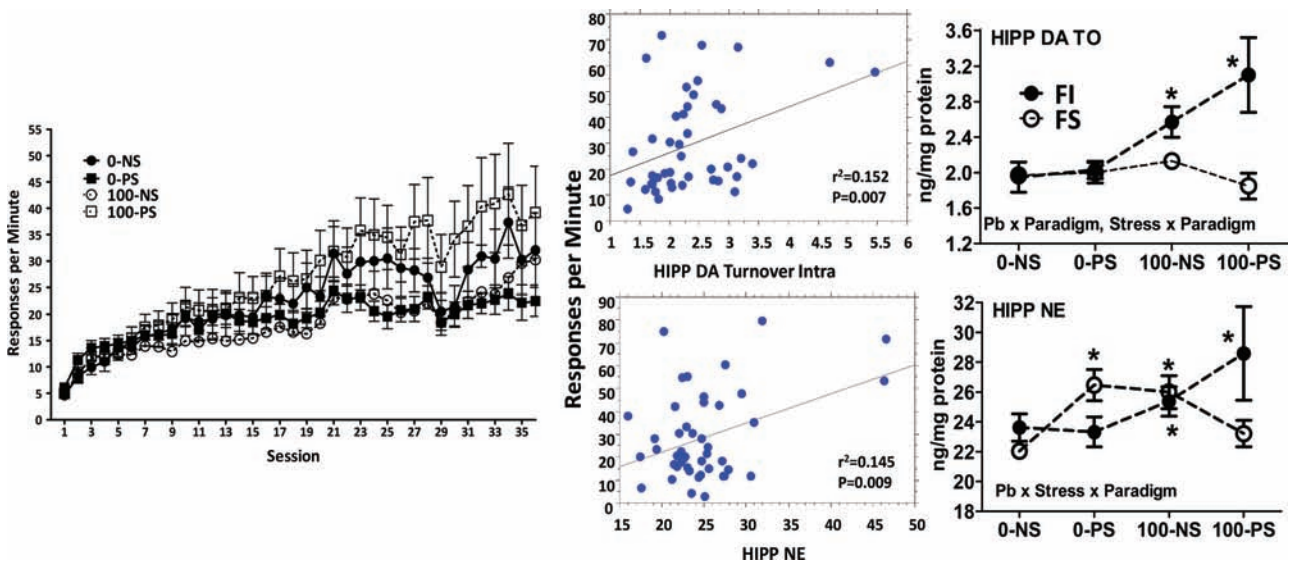 55
50
45
40
35
30
25
20
15
10
5
0
0-NS
0-PS
100-NS
100-PS
1 3 5 7 9 11 13 15 17 19 21 23 25 27 29 31 33 35
Session
Responses per Minute
80
70
60
50
40
30
20
10
0
r²=0.152
P=0.007
1 1.5 2 2.5 3 3.5 4 4.5 5 5.5 6
HIPP DA Turnover Intra
Responses per Minute
90
80
70
60
50
40
30
20
10
0
r²=0.145
P=0.009
15 20 25 30 35 40 45 50
HIPP NE
HIPP DA TO
3.6
3.2
2.8
2.4
2.0
1.6
1.2
ng/mg protein
FI
FS
*
*
Pb x Paradigm, Stress x Paradigm
0-NS 0-PS 100-NS 100-PS
HIPP NE
34
32
30
28
26
24
22
18
ng/mg protein
*
*
*
*
Pb x Stress x Paradigm
0-NS 0-PS 100-NS 100-PS